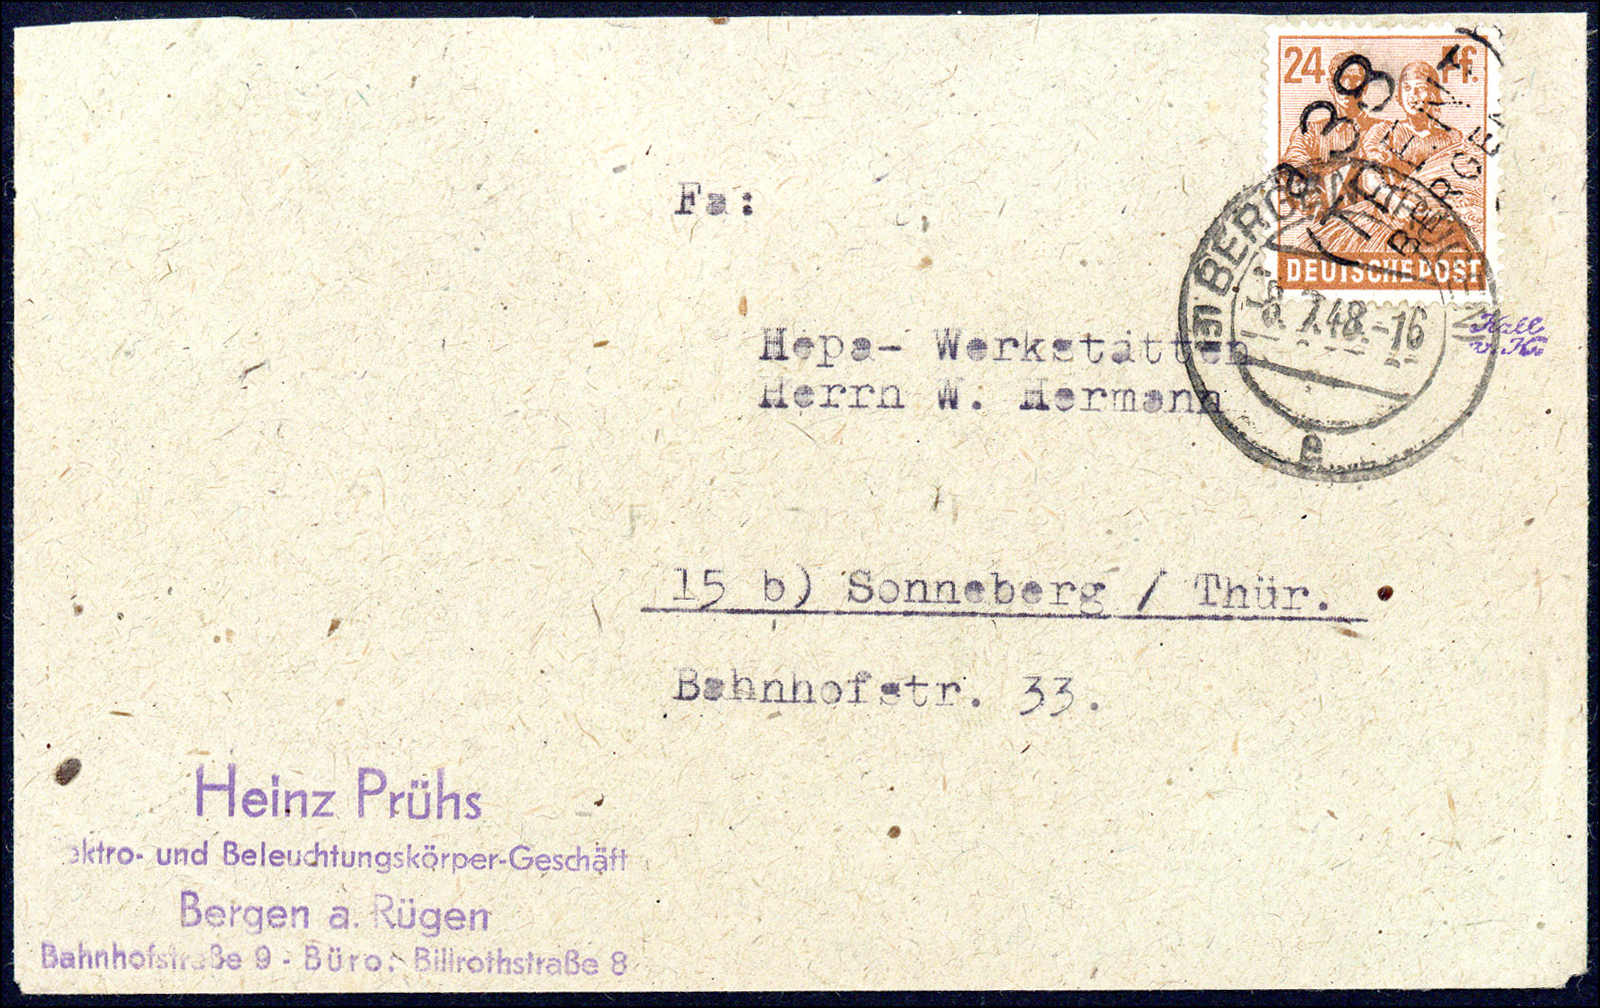 24 Pf.
a 38
BERGEN
DEUTSCHE POST
BERGEN
7.48.-16
e
Fa:
Hepa- Werkstätten
Herrn W. Hermann
15 b) Sonneberg / Thür.
Bahnhofstr. 33.
Heinz Prühs
ektro- und Beleuchtungskörper-Geschäft
Bergen a. Rügen
Bahnhofstraße 9 - Büro: Billrothstraße 8